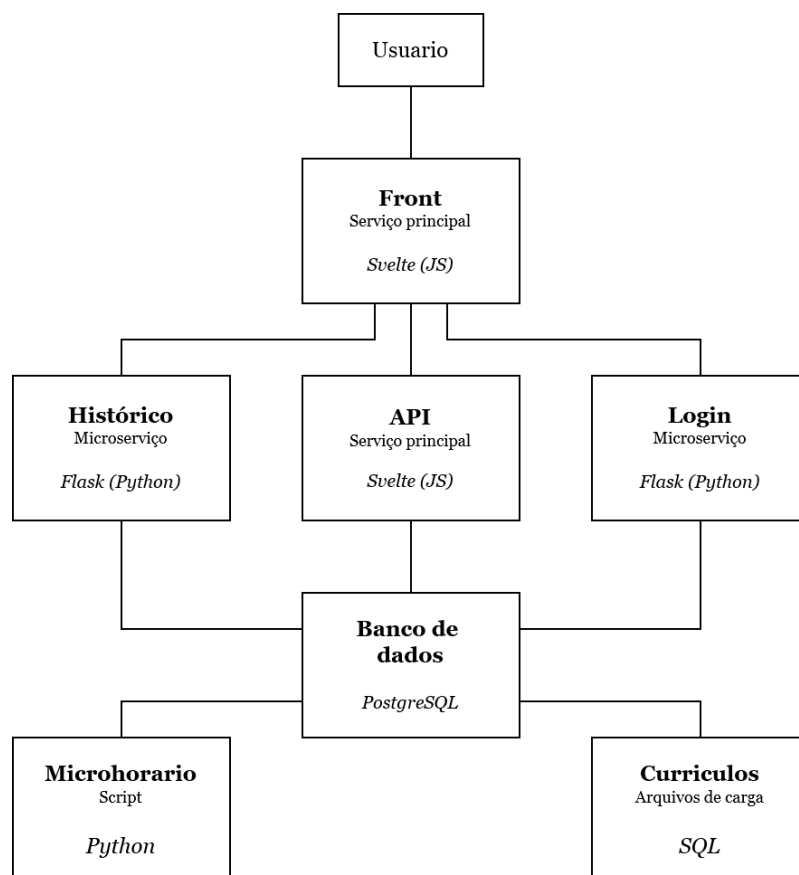 Usuario
Front
Serviço principal
Svelte (JS)
Histórico
Microserviço
Flask (Python)
API
Serviço principal
Svelte (JS)
Login
Microserviço
Flask (Python)
Banco de
dados
PostgreSQL
Microhorario
Script
Python
Curriculos
Arquivos de carga
SQL